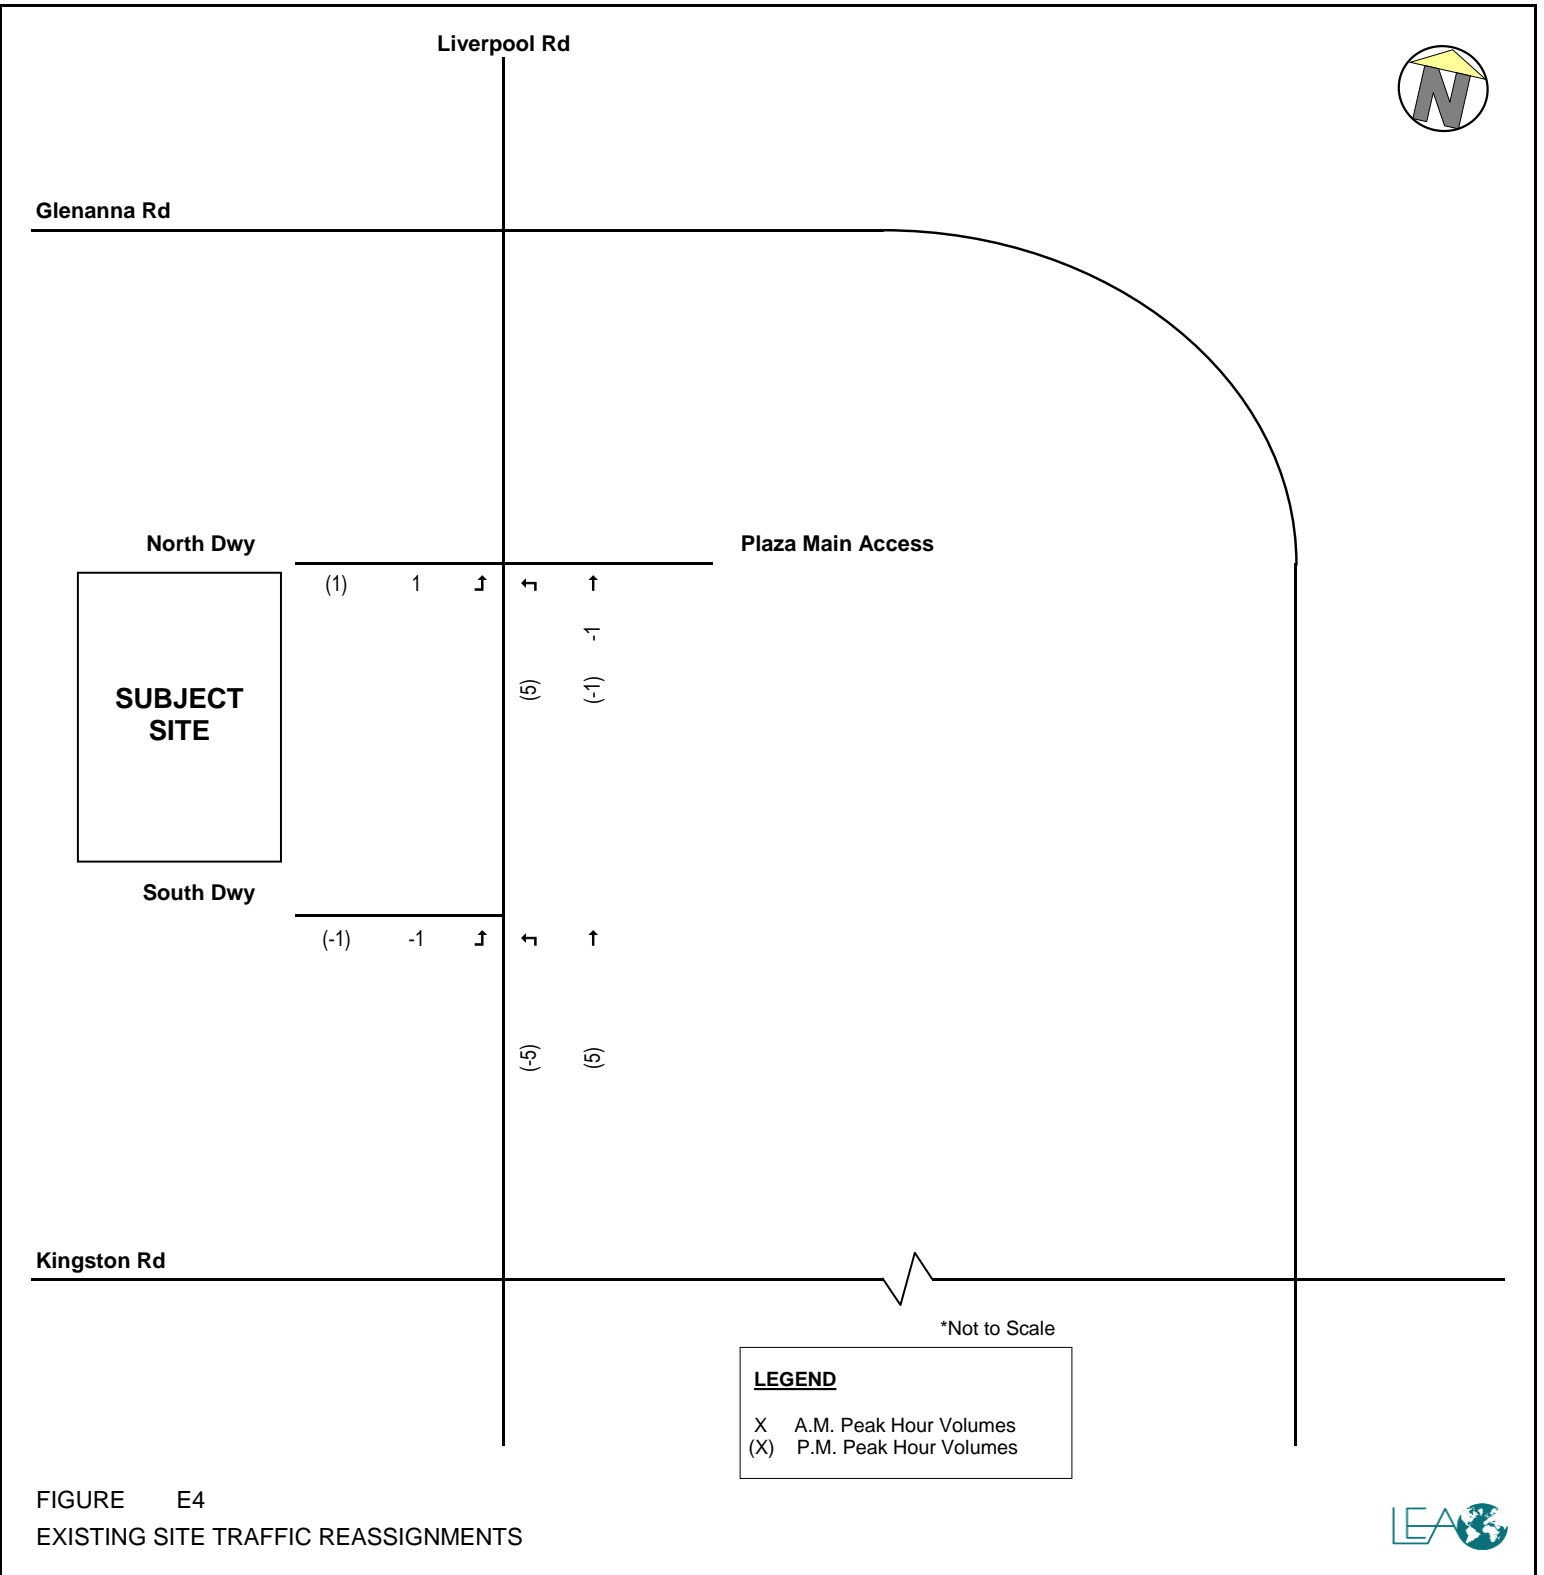 Liverpool Rd
N
Glenanna Rd
North Dwy
Plaza Main Access
(1) 1
-1
(5) (-1)
SUBJECT
SITE
South Dwy
(-1) -1
(-5) (5)
Kingston Rd
*Not to Scale
LEGEND
X A.M. Peak Hour Volumes
(X) P.M. Peak Hour Volumes
FIGURE E4
EXISTING SITE TRAFFIC REASSIGNMENTS
LEA